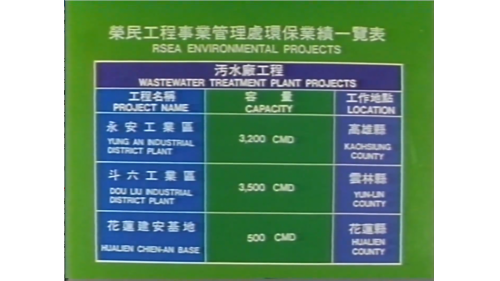 榮民工程事業管理處環保業績一覽表
RSEA ENVIRONMENTAL PROJECTS
污水廠工程
WASTEWATER TREATMENT PLANT PROJECTS
工程名稱 容量 工作地點
PROJECT NAME CAPACITY LOCATION
永安工業區 3,200 CMD 高雄縣
YUNG AN INDUSTRIAL KAOHSIUNG
DISTRICT PLANT COUNTY
斗六工業區 3,500 CMD 雲林縣
DOU LIU INDUSTRIAL YUN-LIN
DISTRICT PLANT COUNTY
花蓮建安基地 500 CMD 花蓮縣
HUALIEN CHIEN-AN BASE HUALIEN
COUNTY